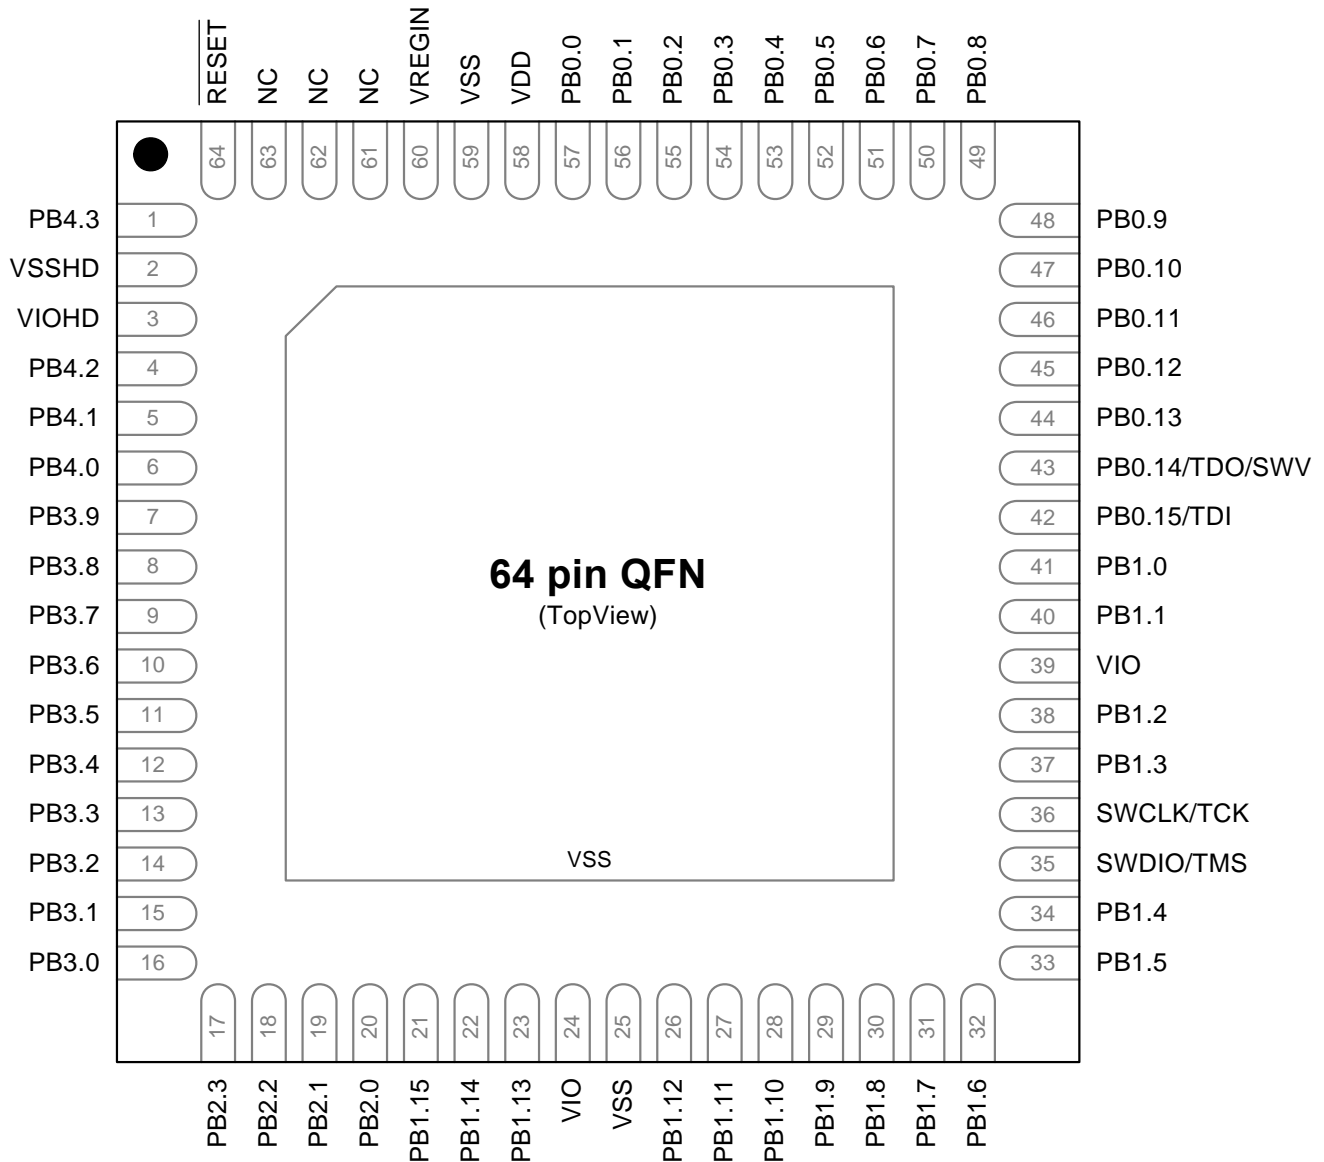 RESET
NC
NC
NC
VREGIN
VSS
VDD
PB0.0
PB0.1
PB0.2
PB0.3
PB0.4
PB0.5
PB0.6
PB0.7
PB0.8
64
63
62
61
60
59
58
57
56
55
54
53
52
51
50
49
PB4.3 1
VSSHD 2
VIOHD 3
PB4.2 4
PB4.1 5
PB4.0 6
PB3.9 7
PB3.8 8
PB3.7 9
PB3.6 10
PB3.5 11
PB3.4 12
PB3.3 13
PB3.2 14
PB3.1 15
PB3.0 16
64 pin QFN
(TopView)
VSS
48 PB0.9
47 PB0.10
46 PB0.11
45 PB0.12
44 PB0.13
43 PB0.14/TDO/SWV
42 PB0.15/TDI
41 PB1.0
40 PB1.1
39 VIO
38 PB1.2
37 PB1.3
36 SWCLK/TCK
35 SWDIO/TMS
34 PB1.4
33 PB1.5
17
18
19
20
21
22
23
24
25
26
27
28
29
30
31
32
PB2.3
PB2.2
PB2.1
PB2.0
PB1.15
PB1.14
PB1.13
VIO
VSS
PB1.12
PB1.11
PB1.10
PB1.9
PB1.8
PB1.7
PB1.6